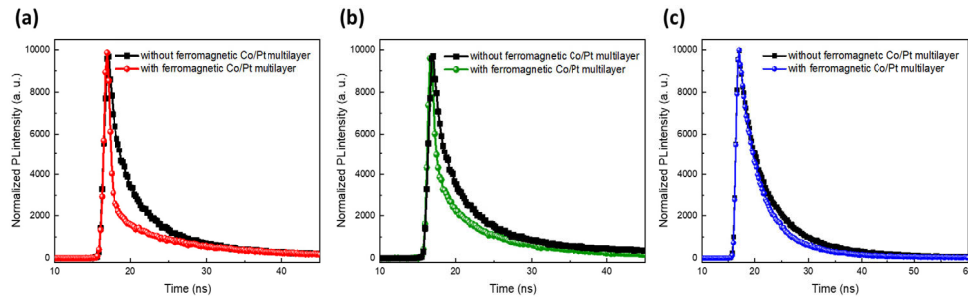 (a)
Normalized PL intensity (a. u.)
10000
8000
6000
4000
2000
0
without ferromagnetic Co/Pt multilayer
with ferromagnetic Co/Pt multilayer
10 20 30 40
Time (ns)
(b)
Normalized PL intensity (a. u.)
10000
8000
6000
4000
2000
0
without ferromagnetic Co/Pt multilayer
with ferromagnetic Co/Pt multilayer
10 20 30 40
Time (ns)
(c)
Normalized PL intensity (a. u.)
10000
8000
6000
4000
2000
0
without ferromagnetic Co/Pt multilayer
with ferromagnetic Co/Pt multilayer
10 20 30 40 50 60
Time (ns)